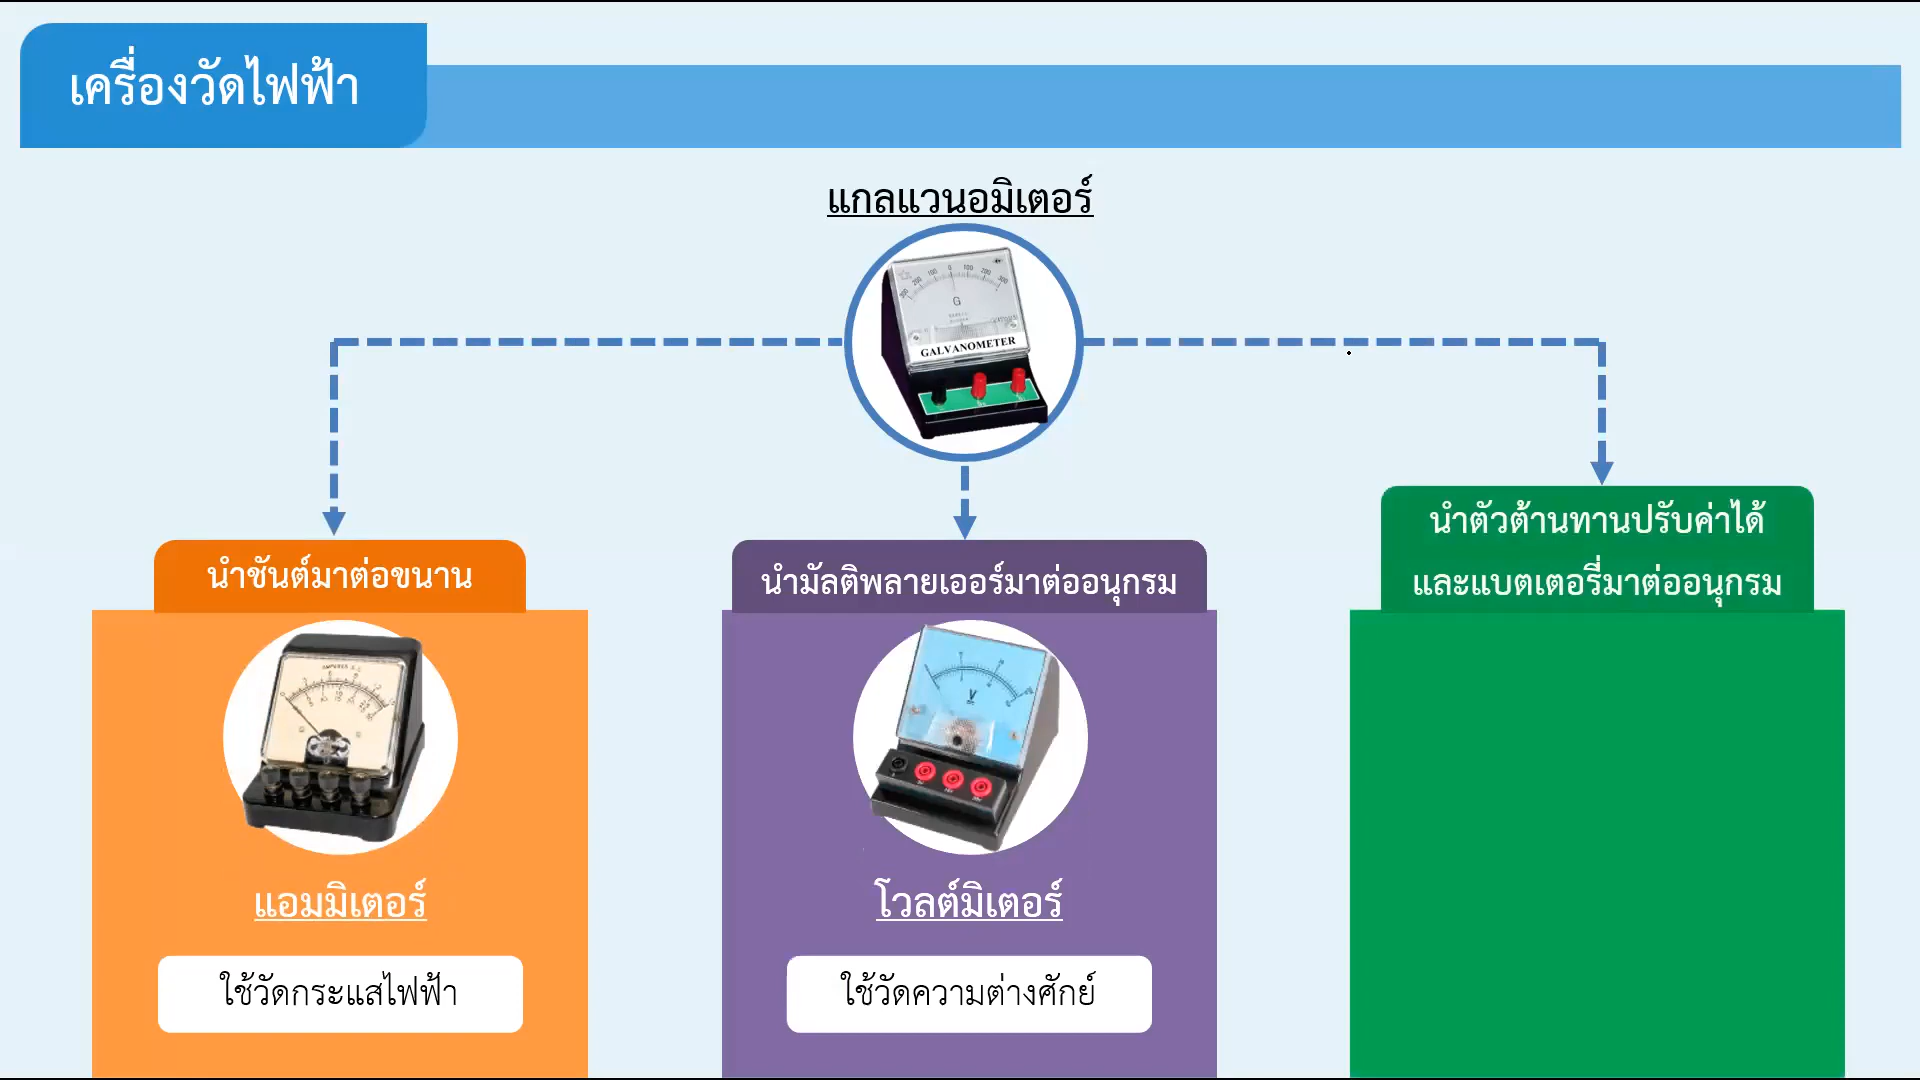 เครื่องวัดไฟฟ้า
แกลแวนอมิเตอร์
300 200 100 0 100 200 300
G
GALVANOMETER
นำชันต์มาต่อขนาน
นำมัลติพลายเออร์มาต่ออนุกรม
นำตัวต้านทานปรับค่าได้
และแบตเตอรี่มาต่ออนุกรม
V
แอมมิเตอร์
โวลต์มิเตอร์
ใช้วัดกระแสไฟฟ้า
ใช้วัดความต่างศักย์